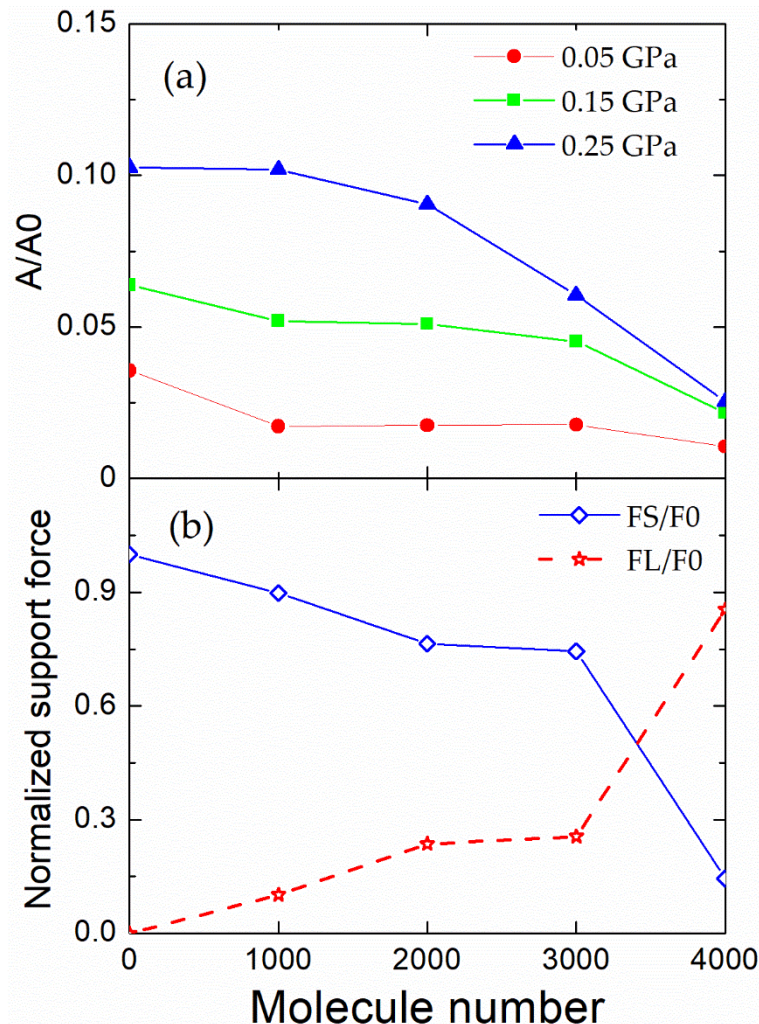 0.15
(a)
0.05 GPa
0.15 GPa
0.25 GPa
0.10
A/A0
0.05
0
(b)
FS/F0
FL/F0
Normalized support force
0.9
0.6
0.3
0.0
0 1000 2000 3000 4000
Molecule number